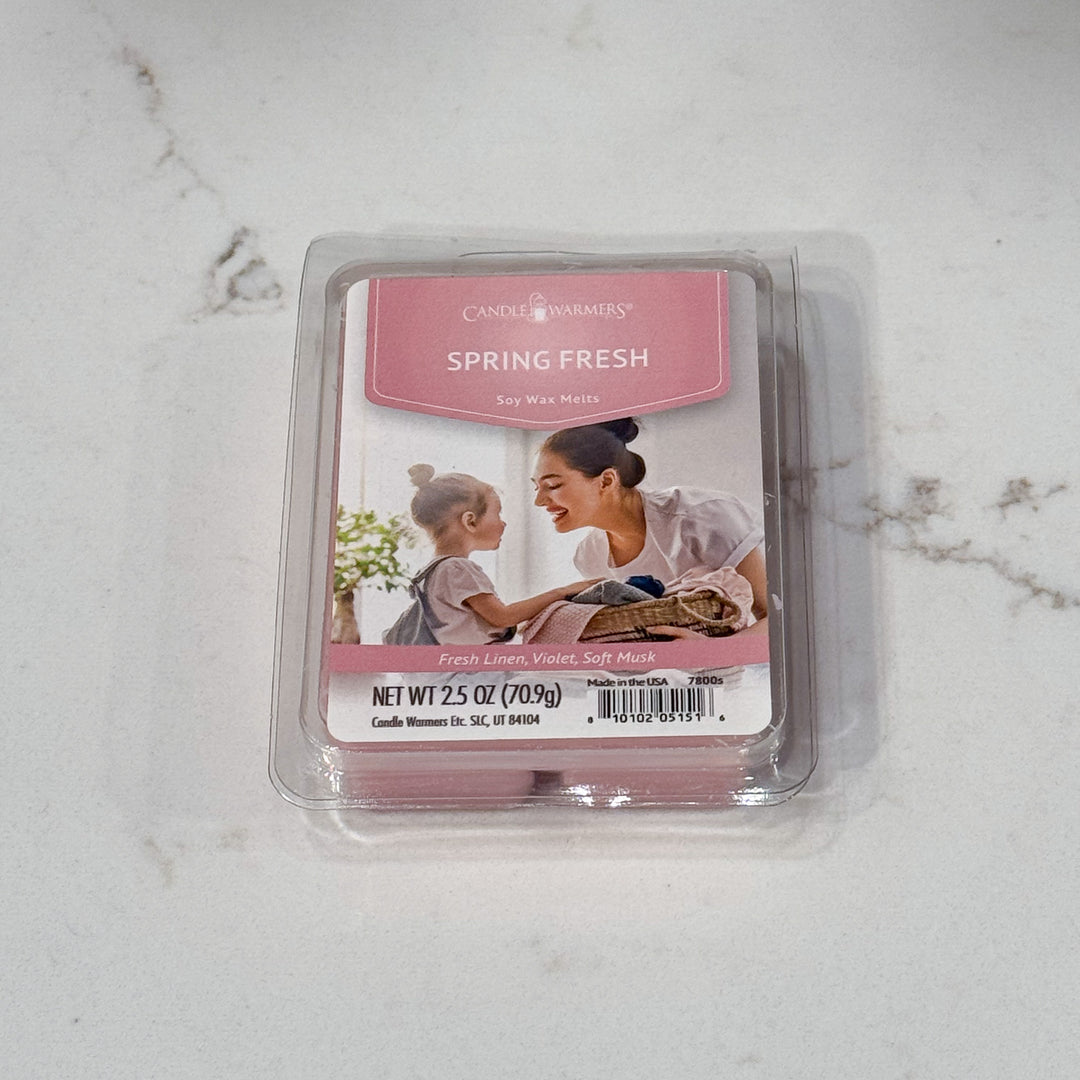 CANDLE WARMERS®
SPRING FRESH
Soy Wax Melts
Fresh Linen, Violet, Soft Musk
NET WT 2.5 OZ (70.9g)
Candle Warmers Etc. SLC, UT 84104
Made in the USA 7800s
8 10102 05151 6